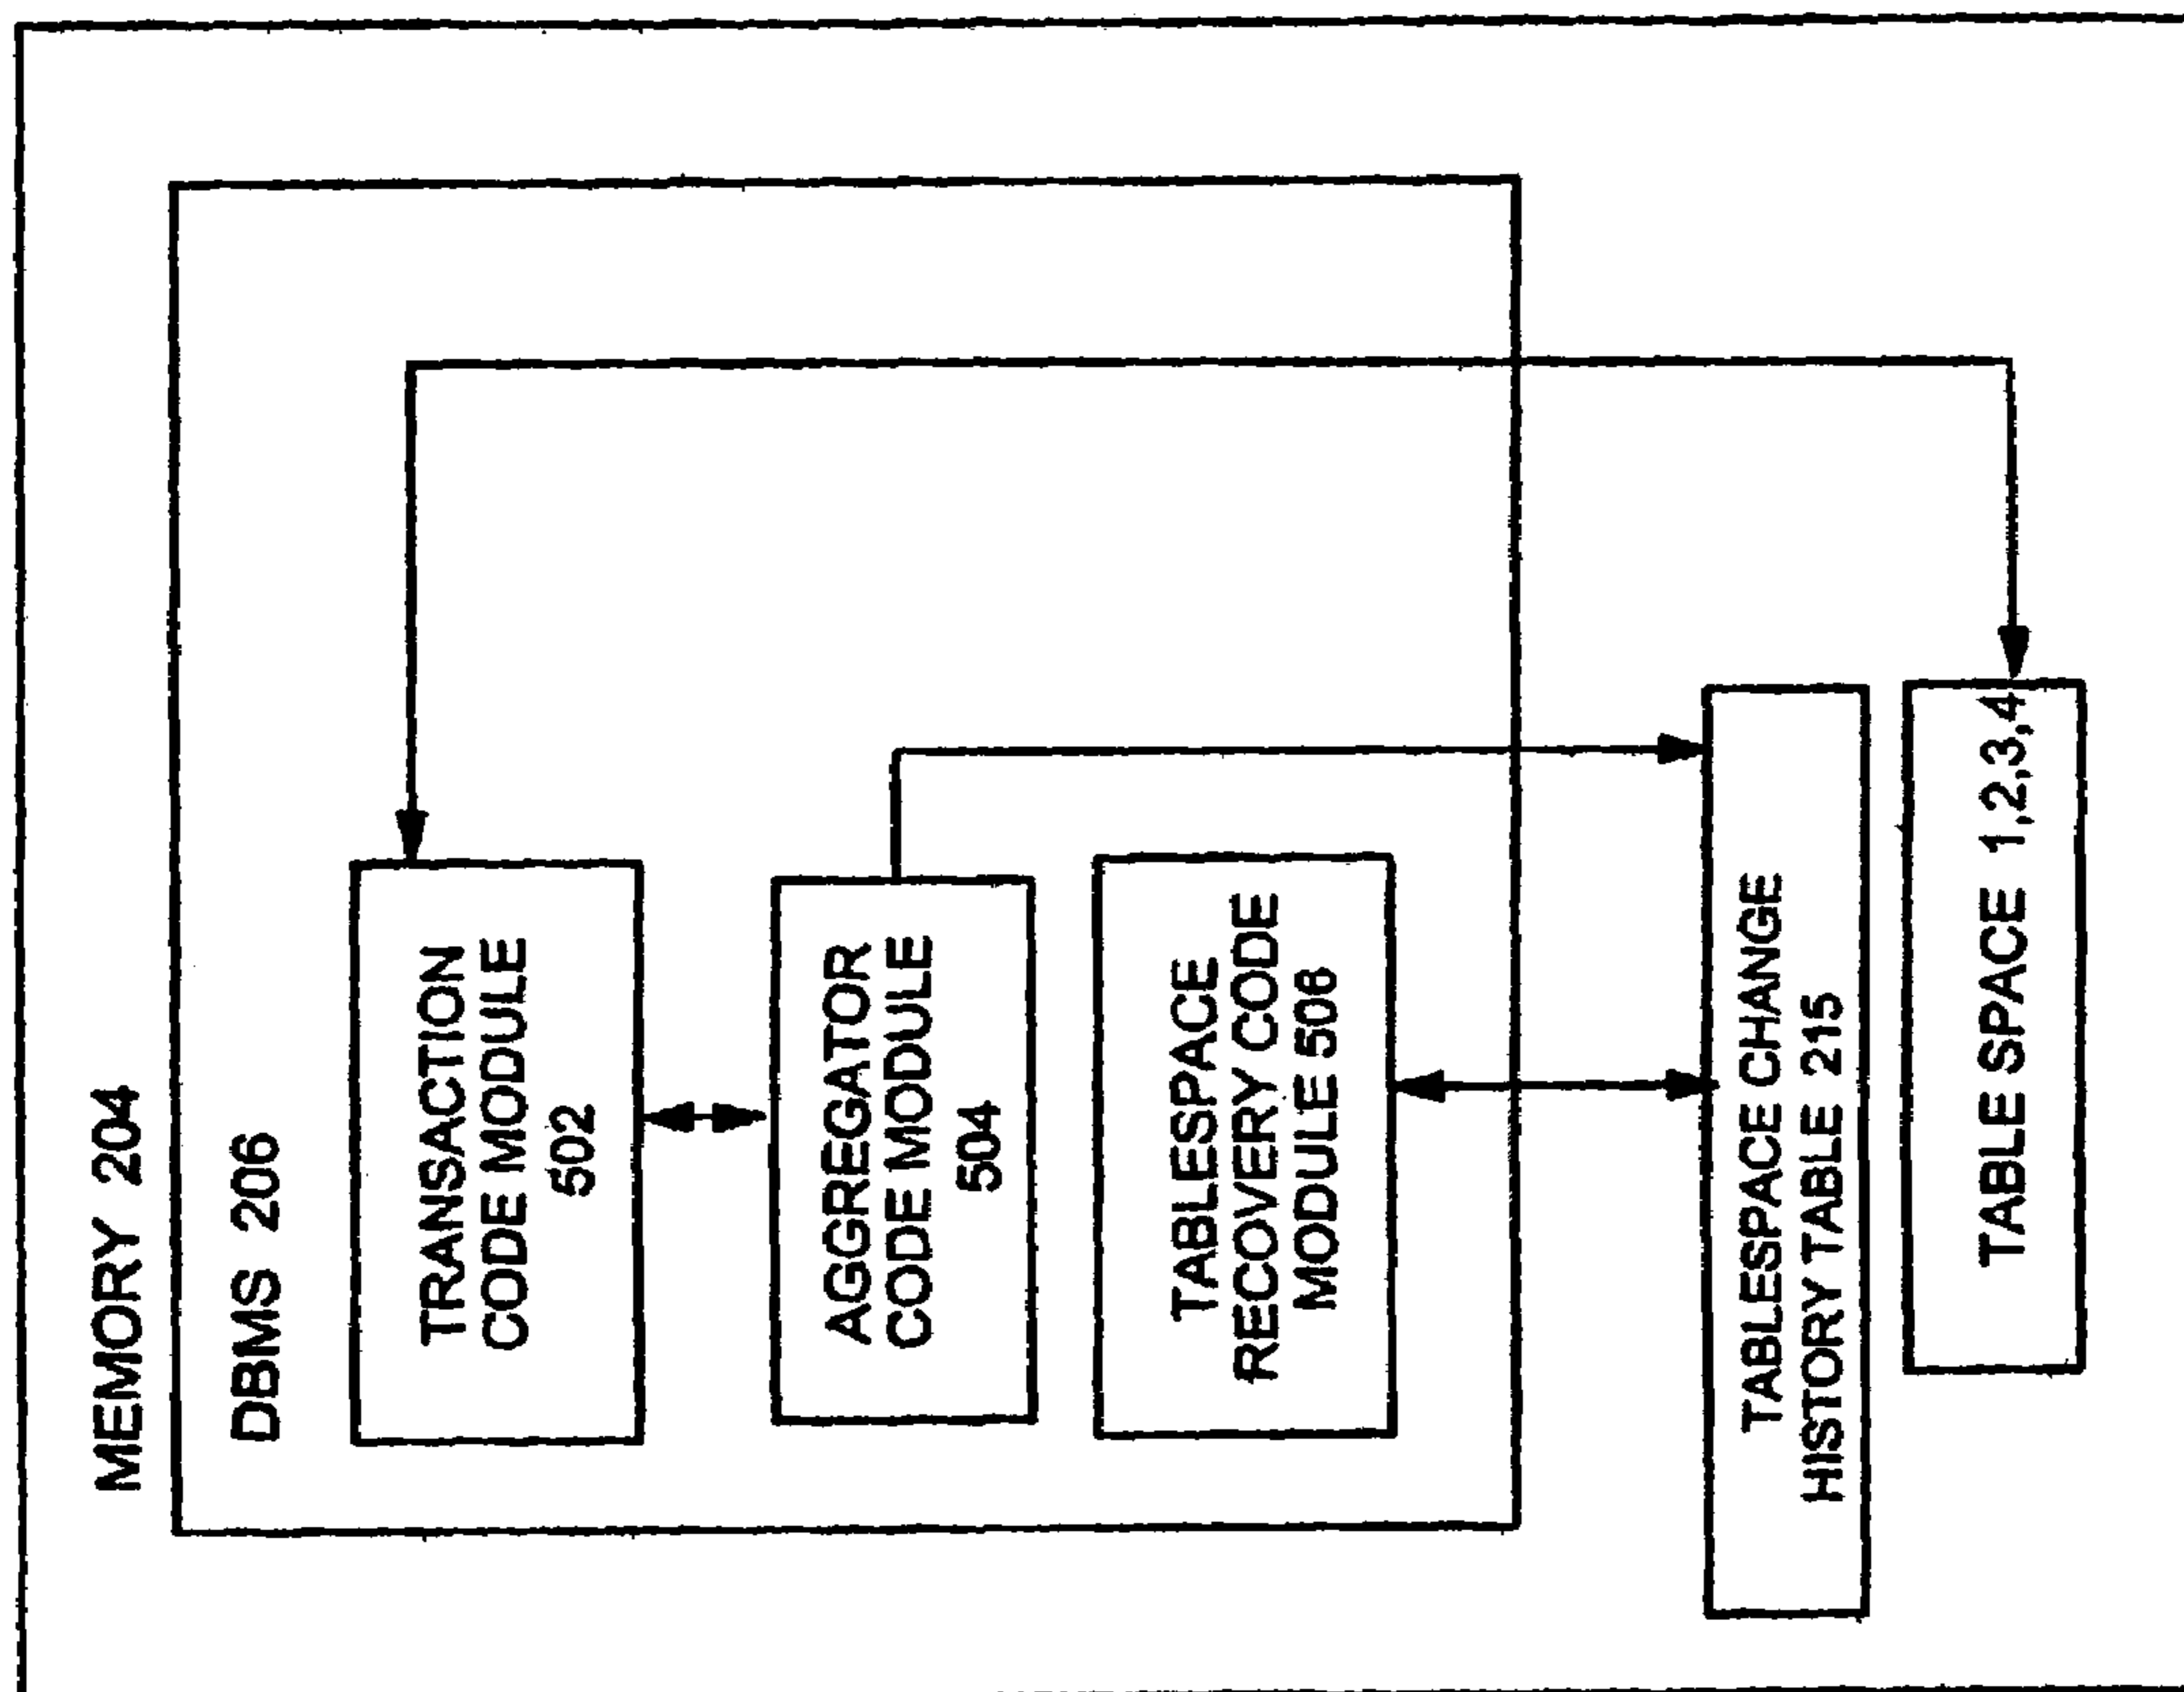 MEMORY 204
DBMS 206
TRANSACTION
CODE MODULE
502
AGGREGATOR
CODE MODULE
504
TABLESPACE
RECOVERY CODE
MODULE 506
TABLESPACE CHANGE
HISTORY TABLE 215
TABLE SPACE 1,2,3,4